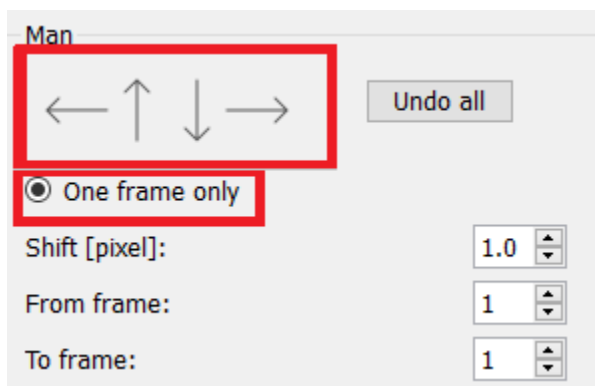 Man
Undo all
One frame only
Shift [pixel]: 1.0
From frame: 1
To frame: 1